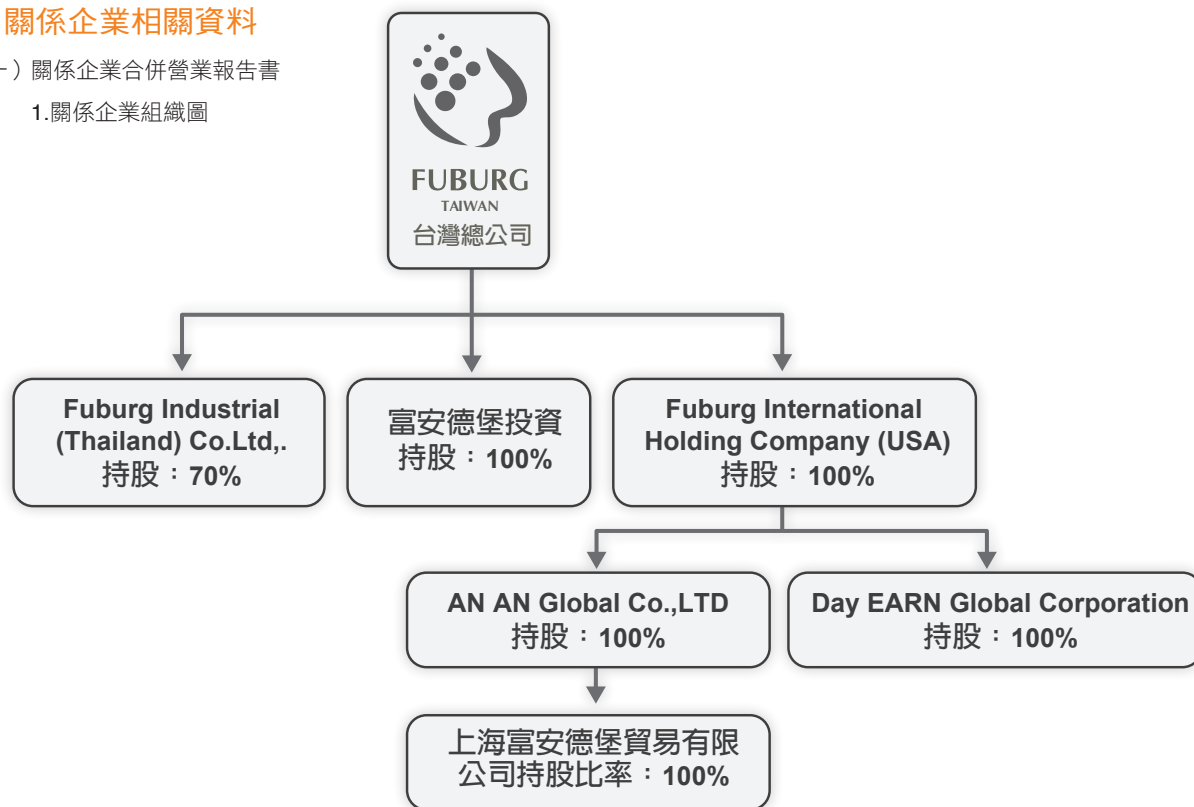 關係企業相關資料
一）關係企業合併營業報告書
1.關係企業組織圖
FUBURG
TAIWAN
台灣總公司
Fuburg Industrial
(Thailand) Co.Ltd,.
持股：70%
富安德堡投資
持股：100%
Fuburg International
Holding Company (USA)
持股：100%
AN AN Global Co.,LTD
持股：100%
Day EARN Global Corporation
持股：100%
上海富安德堡貿易有限
公司持股比率：100%